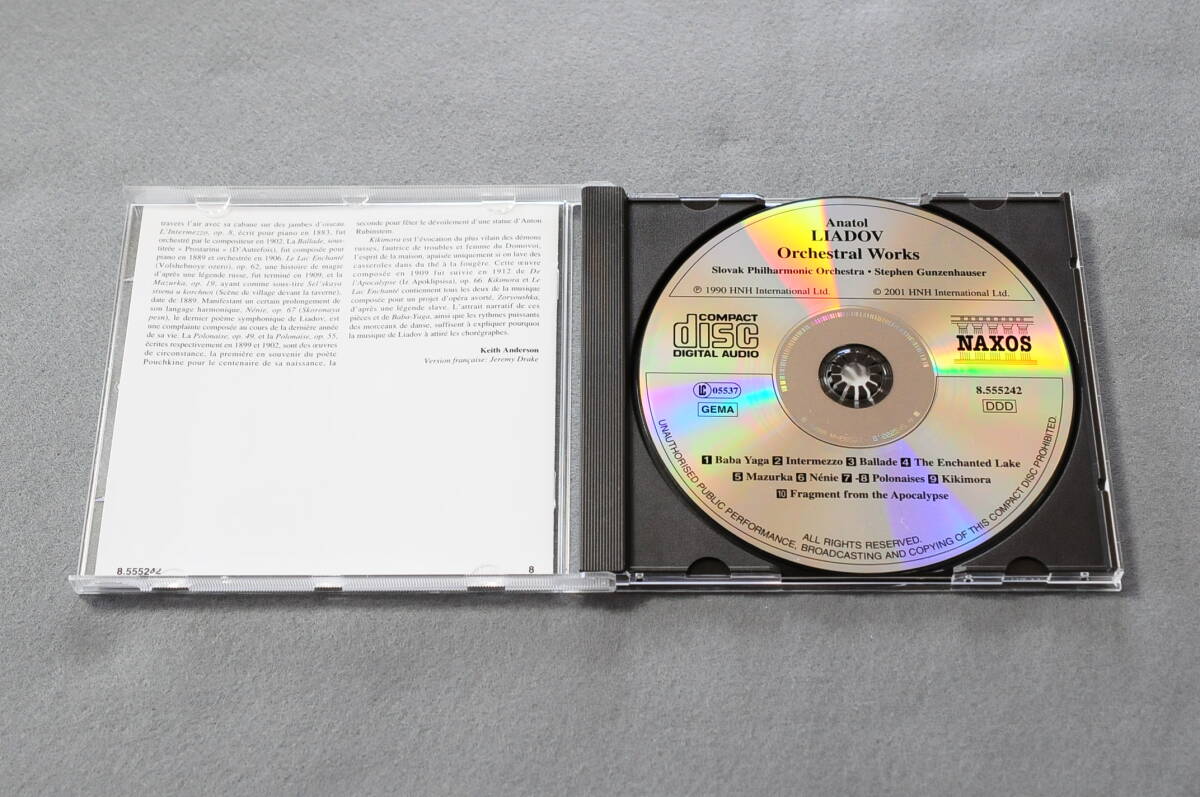 travers l'air avec sa cabane sur des jambes d'oiseau.
L'Intermezzo, op. 8, écrit pour piano en 1883, fut
orchestré par le compositeur en 1902. La Ballade, sous-
titrée « Prostarinu » (D'Autrefois), fut composée pour
piano en 1889 et orchestrée en 1906. Le Lac Enchanté
(Volshebnoye ozero), op. 62, une histoire de magie
d'après une légende russe, fut terminé en 1909, et la
Mazurka, op. 19, ayant comme sous-titre Sel'skaya
stsena u korchmoi (Scène de village devant la taverne),
date de 1889. Manifestant un certain prolongement de
son langage harmonique, Nénie, op. 67 (Skorbnaya
pesn), le dernier poème symphonique de Liadov, est
une complainte composée au cours de la dernière année
de sa vie. La Polonaise, op. 49, et la Polonaise, op. 55,
écrites respectivement en 1899 et 1902, sont des œuvres
de circonstance, la première en souvenir du poète
Pouchkine pour le centenaire de sa naissance, la
seconde pour fêter le dévoilement d'une statue d'Anton
Rubinstein.
Kikimora est l'évocation du plus vilain des démons
russes, fautrice de troubles et femme du Domovoi,
l'esprit de la maison, apaisée uniquement si on lave des
casseroles dans du thé à la fougère. Cette œuvre
composée en 1909 fut suivie en 1912 de De
l'Apocalypse (Iz Apoklipsisa), op. 66. Kikimora et Le
Lac Enchanté contiennent tous les deux de la musique
composée pour un projet d'opéra avorté, Zoryoushka,
d'après une légende slave. L'attrait narratif de ces
pièces et de Baba-Yaga, ainsi que les rythmes puissants
des morceaux de danse, suffisent à expliquer pourquoi
la musique de Liadov à attiré les chorégraphes.
Keith Anderson
Version française: Jeremy Drake
8.555242
8
Anatol
LIADOV
Orchestral Works
Slovak Philharmonic Orchestra • Stephen Gunzenhauser
℗ 1990 HNH International Ltd.
© 2001 HNH International Ltd.
COMPACT
disc
DIGITAL AUDIO
NAXOS
LC 05537
GEMA
8.555242
DDD
1 Baba Yaga 2 Intermezzo 3 Ballade 4 The Enchanted Lake
5 Mazurka 6 Nénie 7 -8 Polonaises 9 Kikimora
10 Fragment from the Apocalypse
ALL RIGHTS RESERVED.
UNAUTHORISED PUBLIC PERFORMANCE, BROADCASTING AND COPYING OF THIS COMPACT DISC PROHIBITED.